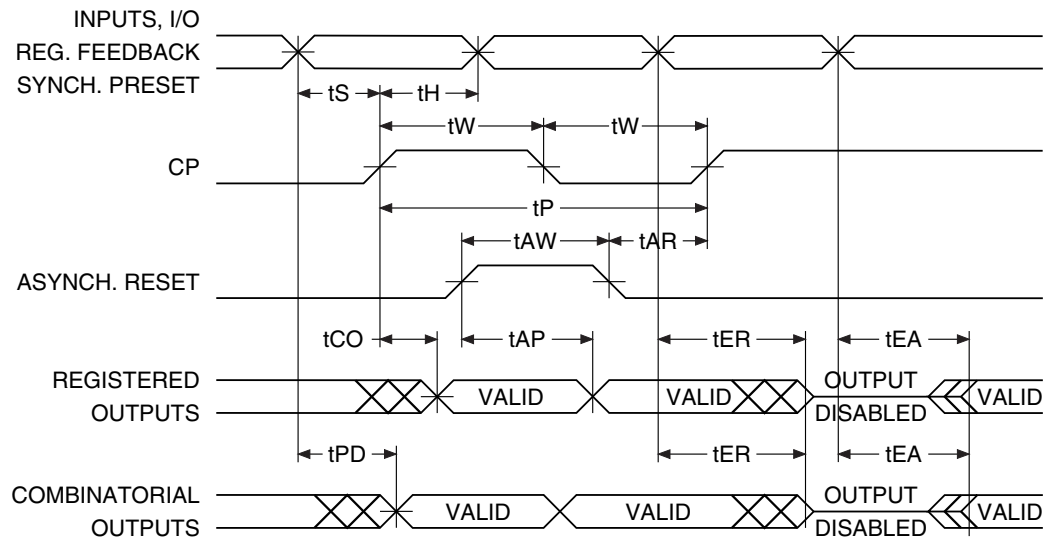 INPUTS, I/O
REG. FEEDBACK
SYNCH. PRESET
tS
tH
tW
tW
CP
tP
tAW
tAR
ASYNCH. RESET
tCO
tAP
tER
tEA
REGISTERED
OUTPUTS
VALID
VALID
OUTPUT
DISABLED
VALID
tPD
tER
tEA
COMBINATORIAL
OUTPUTS
VALID
VALID
OUTPUT
DISABLED
VALID